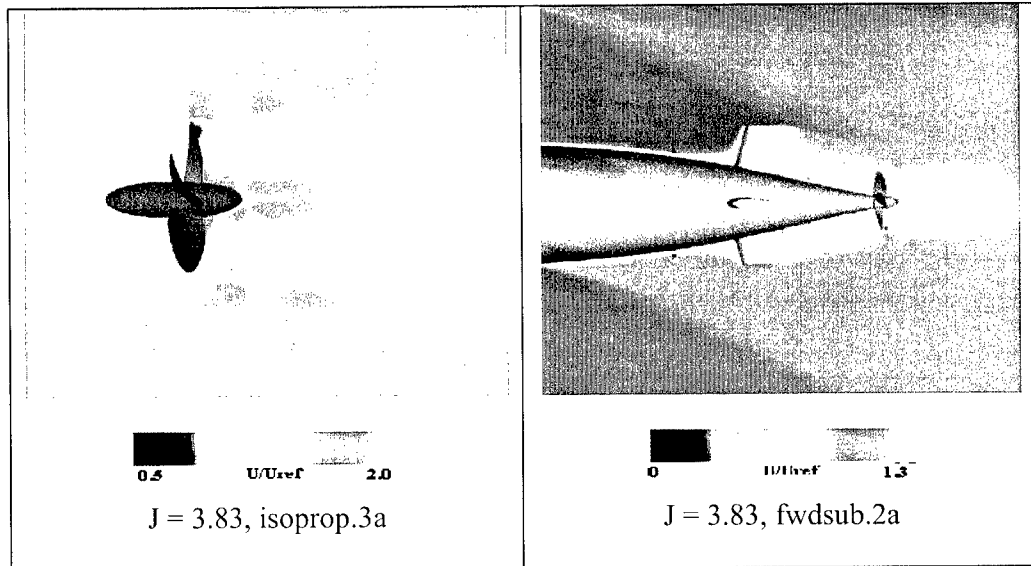 0.5 U/Uref 2.0
0 U/Uref 1.3
J = 3.83, isoprop.3a
J = 3.83, fwdsub.2a